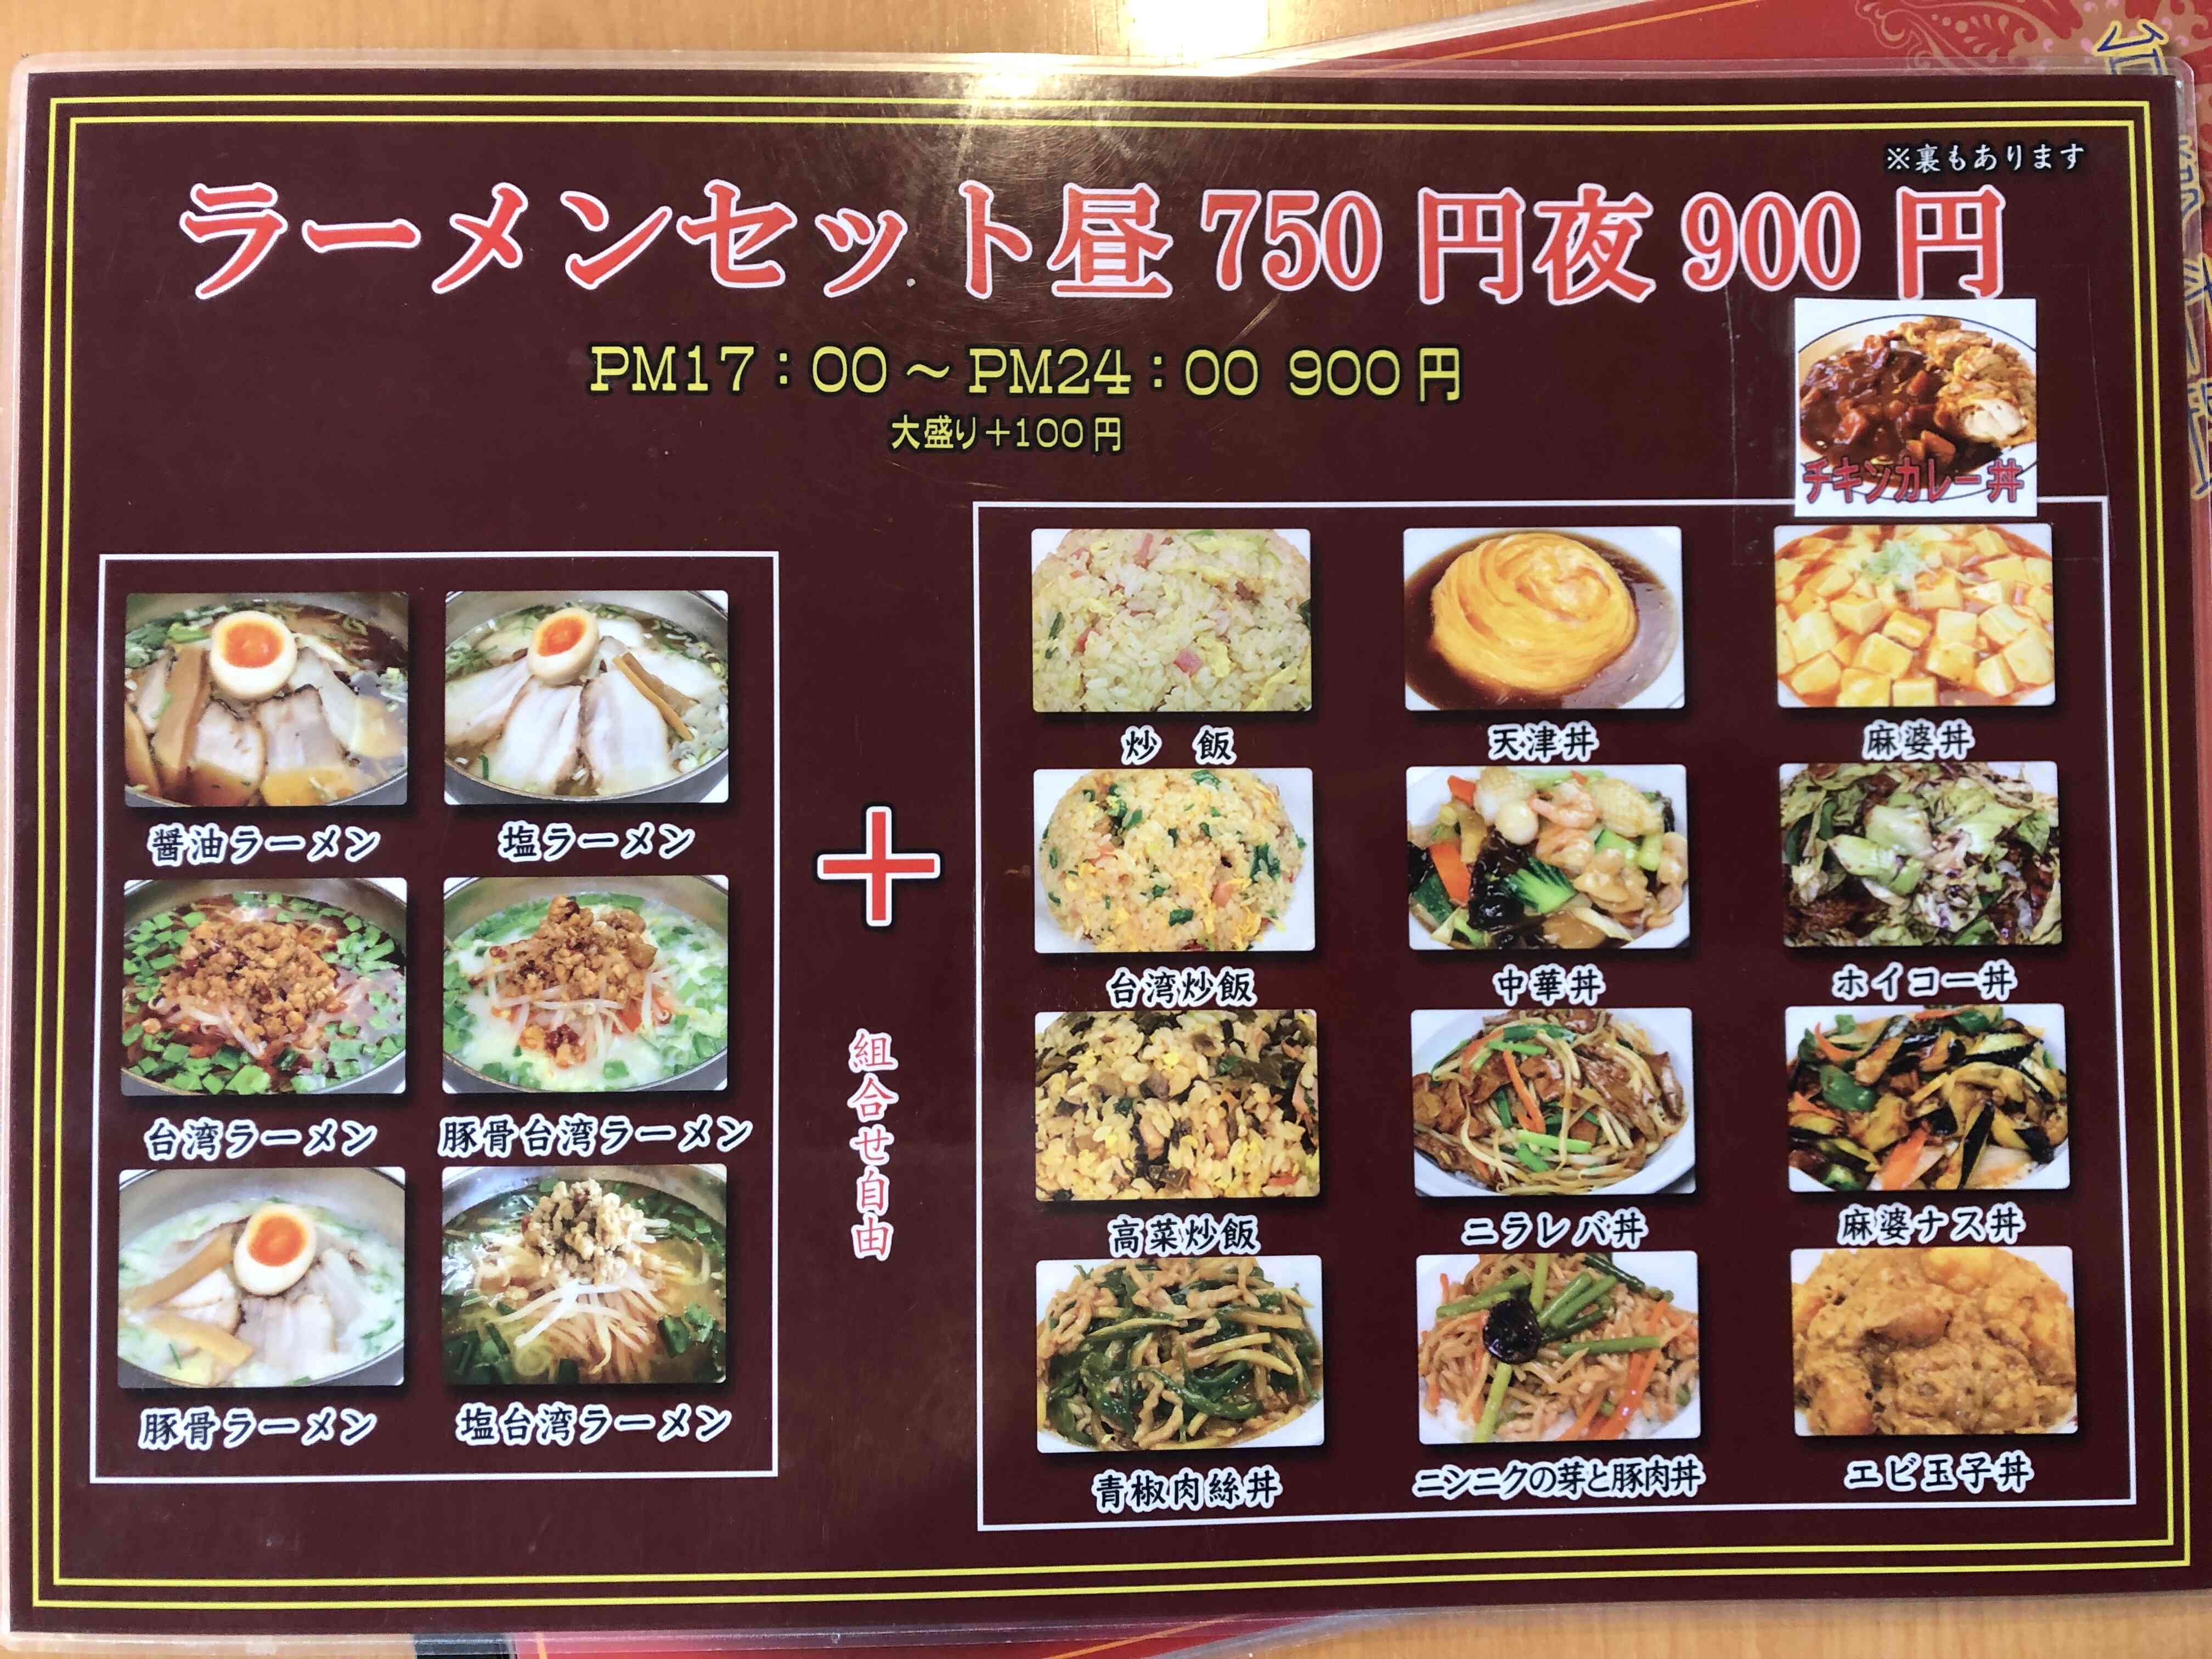 ※裏もあります
ラーメンセット昼750円夜900円
PM17:00～PM24:00 900円
大盛り+100円
チキンカレー丼
醤油ラーメン
塩ラーメン
台湾ラーメン
豚骨台湾ラーメン
豚骨ラーメン
塩台湾ラーメン
+
組合せ自由
炒 飯
天津丼
麻婆丼
台湾炒飯
中華丼
ホイコー丼
高菜炒飯
ニラレバ丼
麻婆ナス丼
青椒肉絲丼
ニンニクの芽と豚肉丼
エビ玉子丼